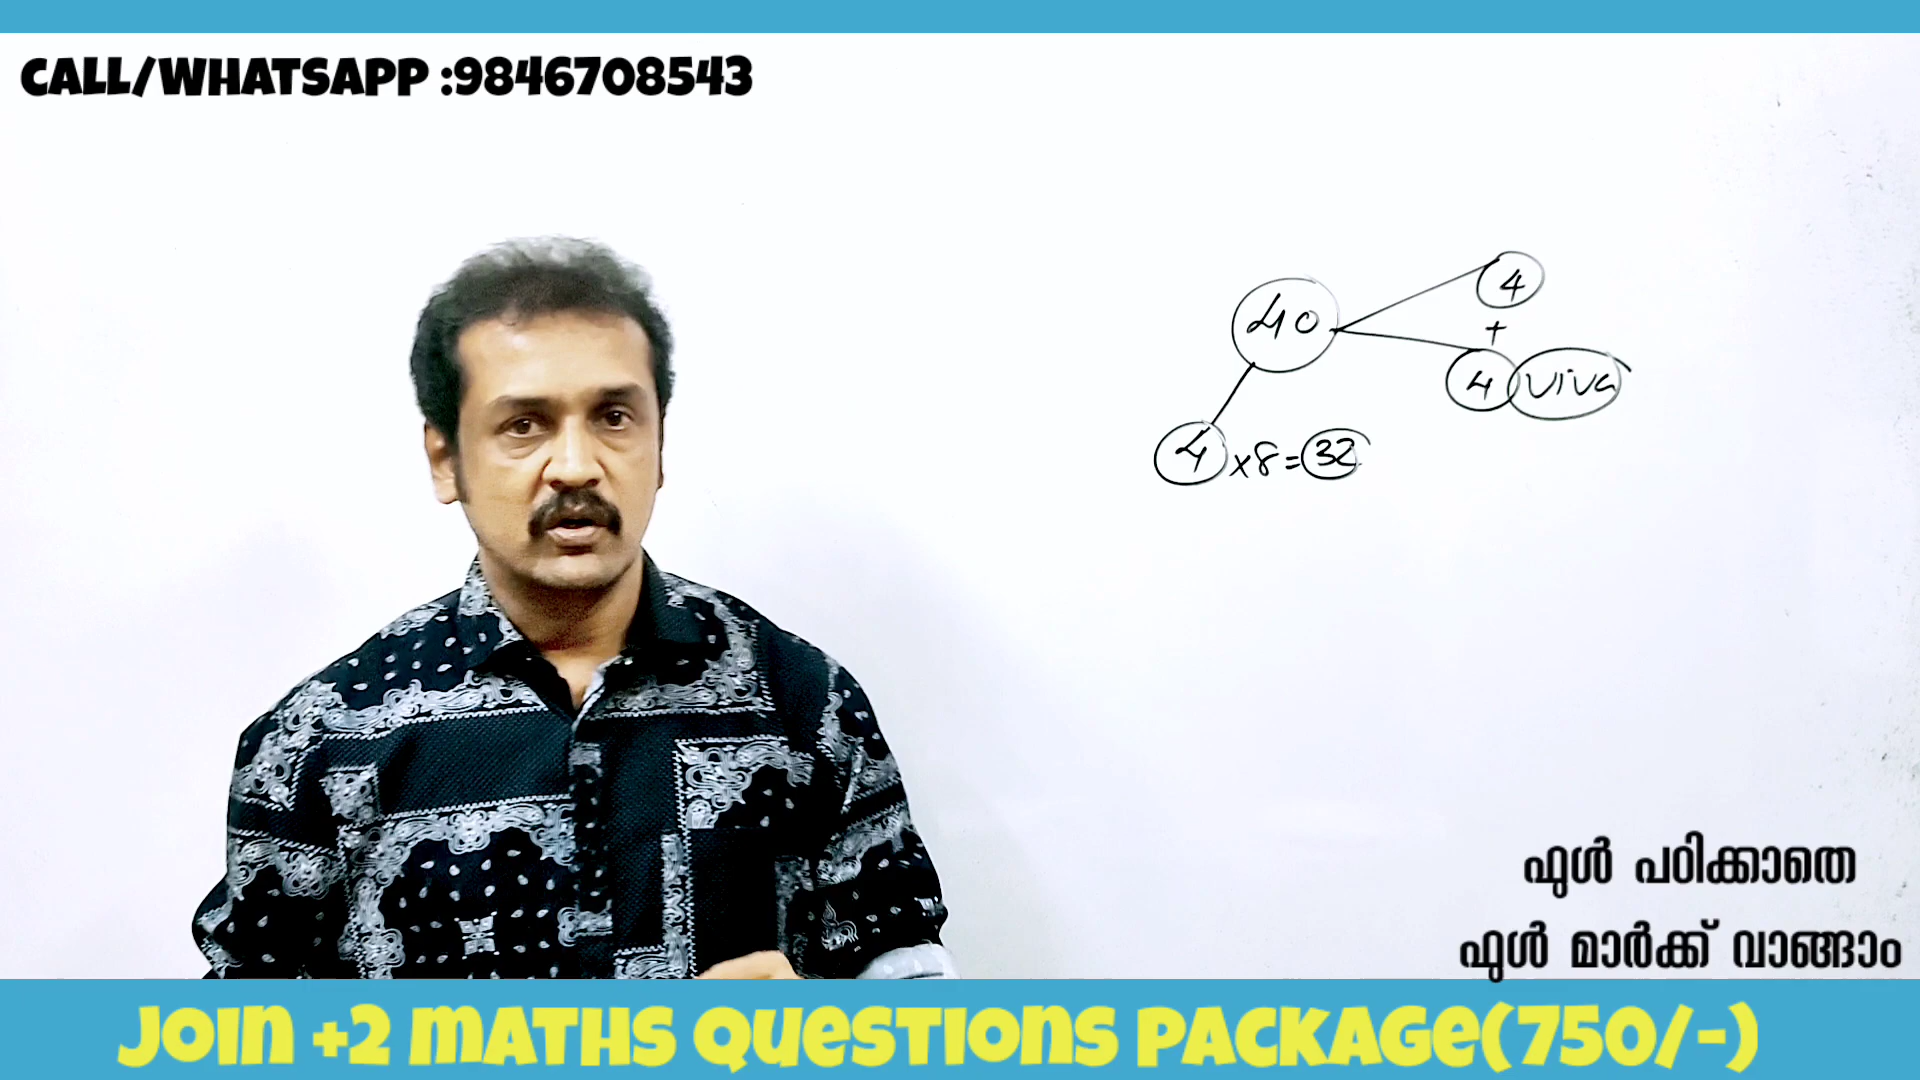 CALL/WHATSAPP :9846708543
40
4
+
4 viva
4 x8=32
ഫുൾ പഠിക്കാതെ
ഫുൾ മാർക്ക് വാങ്ങാം
JOIN +2 MATHS QUESTIONS PACKAGE(750/-)